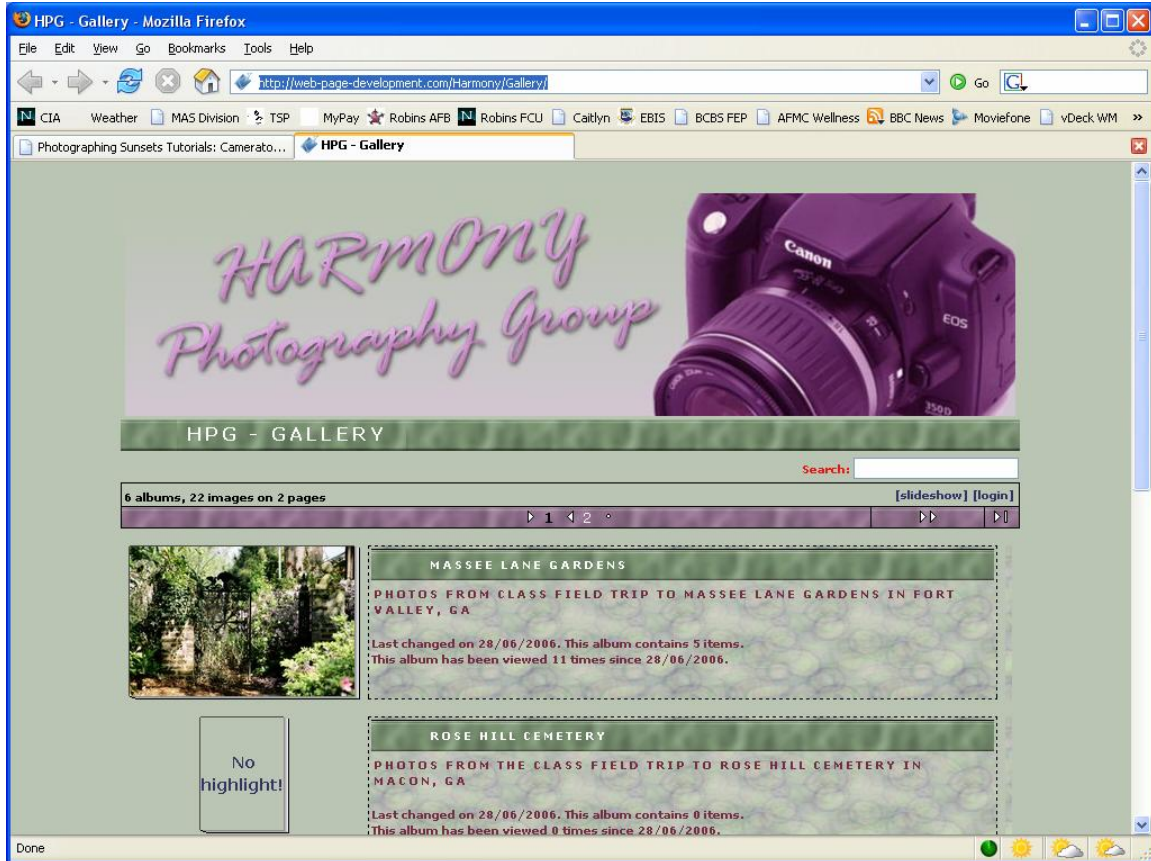 HPG - Gallery - Mozilla Firefox
File Edit View Go Bookmarks Tools Help
http://web-page-development.com/Harmony/Gallery/ Go G
CIA Weather MAS Division TSP MyPay Robins AFB Robins FCU Caitlyn EBIS BCBS FEP AFMC Wellness BBC News Moviefone vDeck WM »
Photographing Sunsets Tutorials: Camerato... HPG - Gallery
HARMONY
Photography Group
Canon
EOS
350D
HPG - GALLERY
Search:
6 albums, 22 images on 2 pages [slideshow] [login]
1 2
MASSEE LANE GARDENS
PHOTOS FROM CLASS FIELD TRIP TO MASSEE LANE GARDENS IN FORT
VALLEY, GA
Last changed on 28/06/2006. This album contains 5 items.
This album has been viewed 11 times since 28/06/2006.
No
highlight!
ROSE HILL CEMETERY
PHOTOS FROM THE CLASS FIELD TRIP TO ROSE HILL CEMETERY IN
MACON, GA
Last changed on 28/06/2006. This album contains 0 items.
This album has been viewed 0 times since 28/06/2006.
Done